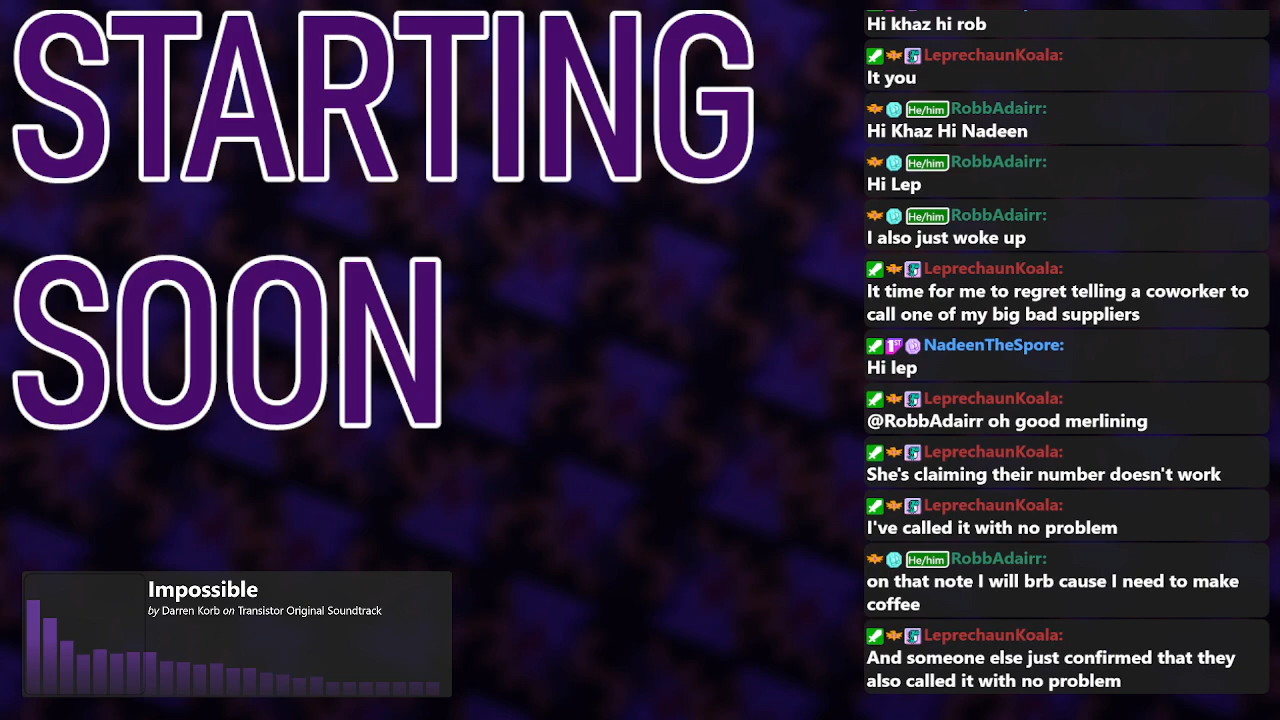 STARTING
SOON
Impossible
by Darren Korb on Transistor Original Soundtrack
Hi khaz hi rob
LeprechaunKoala:
It you
He/him RobbAdairr:
Hi Khaz Hi Nadeen
He/him RobbAdairr:
Hi Lep
He/him RobbAdairr:
I also just woke up
LeprechaunKoala:
It time for me to regret telling a coworker to
call one of my big bad suppliers
1ST NadeenTheSpore:
Hi lep
LeprechaunKoala:
@RobbAdairr oh good merlining
LeprechaunKoala:
She's claiming their number doesn't work
LeprechaunKoala:
I've called it with no problem
He/him RobbAdairr:
on that note I will brb cause I need to make
coffee
LeprechaunKoala:
And someone else just confirmed that they
also called it with no problem